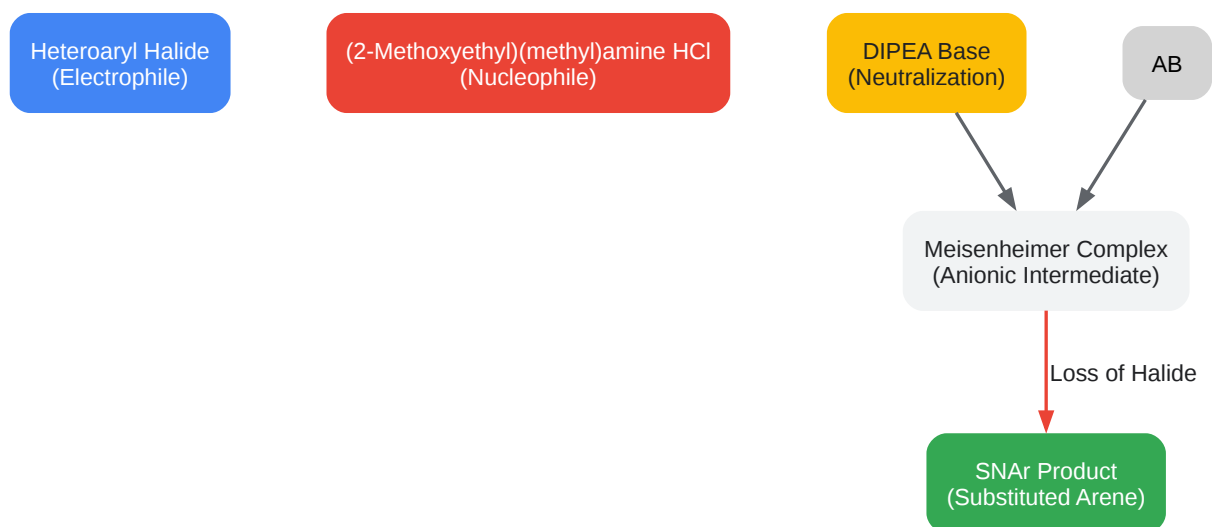 Heteroaryl Halide
(Electrophile)
(2-Methoxyethyl)(methyl)amine HCl
(Nucleophile)
DIPEA Base
(Neutralization)
AB
Meisenheimer Complex
(Anionic Intermediate)
Loss of Halide
SNAr Product
(Substituted Arene)